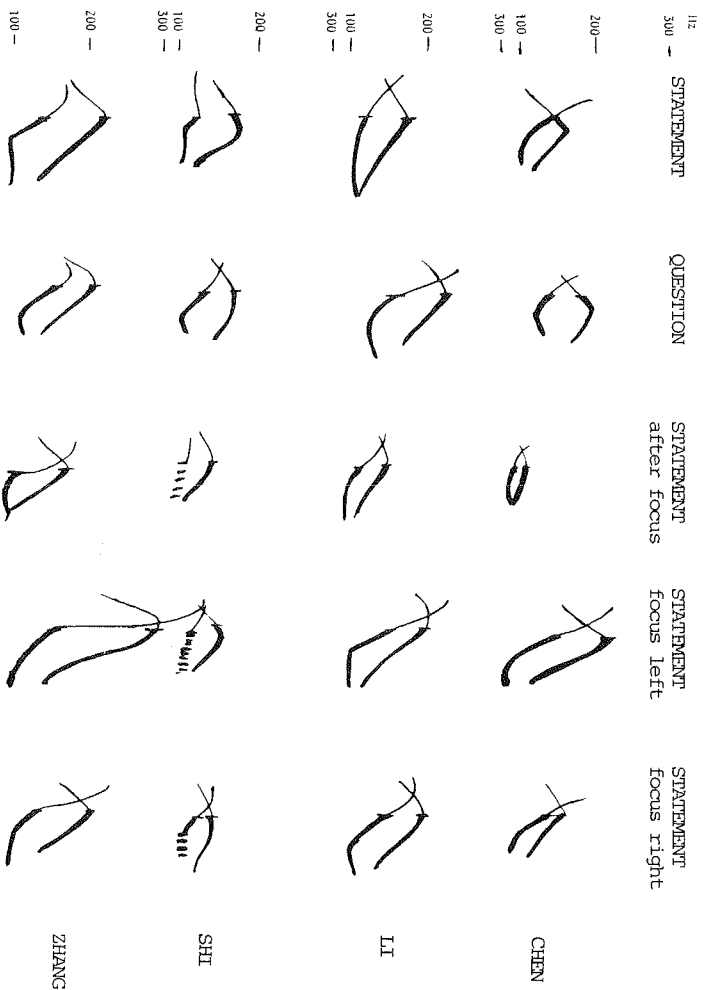 Hz
STATEMENT QUESTION STATEMENT STATEMENT STATEMENT
after focus focus left focus right
300
200
CHEN
100
300
200
LI
100
300
200
SHI
100
300
200
ZHANG
100